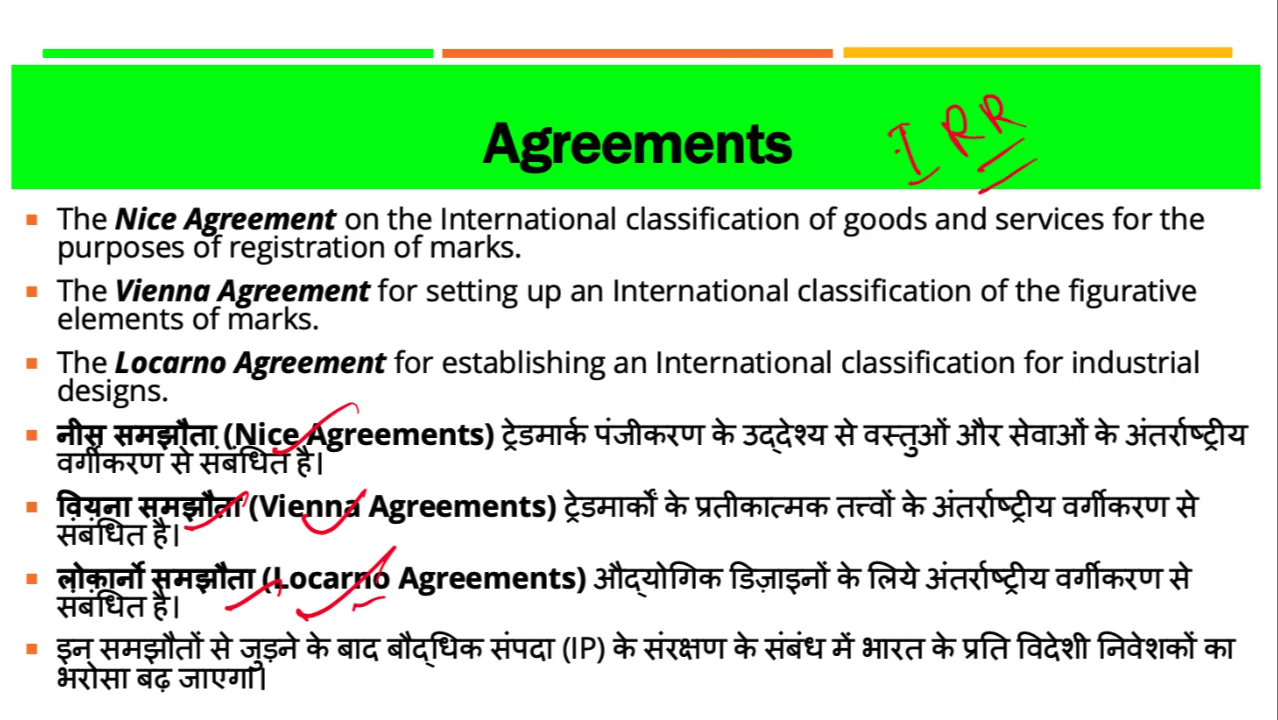 Agreements
I RR
The Nice Agreement on the International classification of goods and services for the
purposes of registration of marks.
The Vienna Agreement for setting up an International classification of the figurative
elements of marks.
The Locarno Agreement for establishing an International classification for industrial
designs.
नीस समझौता (Nice Agreements) ट्रेडमार्क पंजीकरण के उद्देश्य से वस्तुओं और सेवाओं के अंतर्राष्ट्रीय
वर्गीकरण से संबंधित है।
वियना समझौता (Vienna Agreements) ट्रेडमार्कों के प्रतीकात्मक तत्त्वों के अंतर्राष्ट्रीय वर्गीकरण से
संबंधित है।
लोकार्नो समझौता (Locarno Agreements) औद्योगिक डिज़ाइनों के लिये अंतर्राष्ट्रीय वर्गीकरण से
संबंधित है।
इन समझौतों से जुड़ने के बाद बौद्धिक संपदा (IP) के संरक्षण के संबंध में भारत के प्रति विदेशी निवेशकों का
भरोसा बढ़ जाएगा।